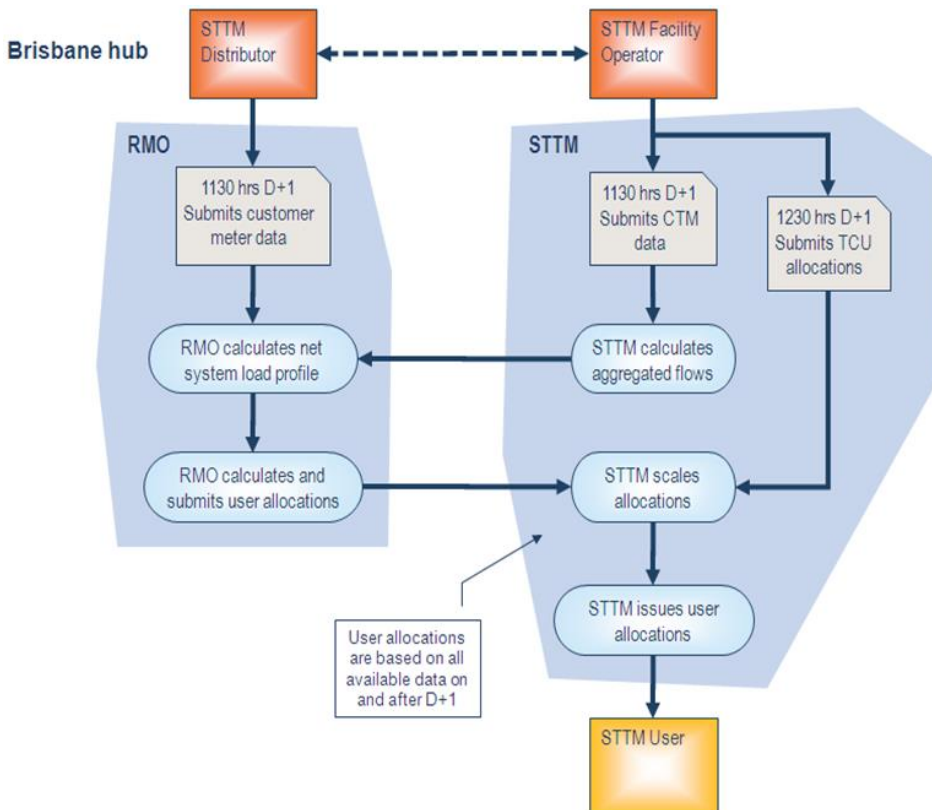 Brisbane hub
STTM
Distributor
STTM Facility
Operator
RMO
STTM
1130 hrs D+1
Submits customer
meter data
1130 hrs D+1
Submits CTM
data
1230 hrs D+1
Submits TCU
allocations
RMO calculates net
system load profile
STTM calculates
aggregated flows
RMO calculates and
submits user allocations
STTM scales
allocations
STTM issues user
allocations
User allocations
are based on all
available data on
and after D+1
STTM User